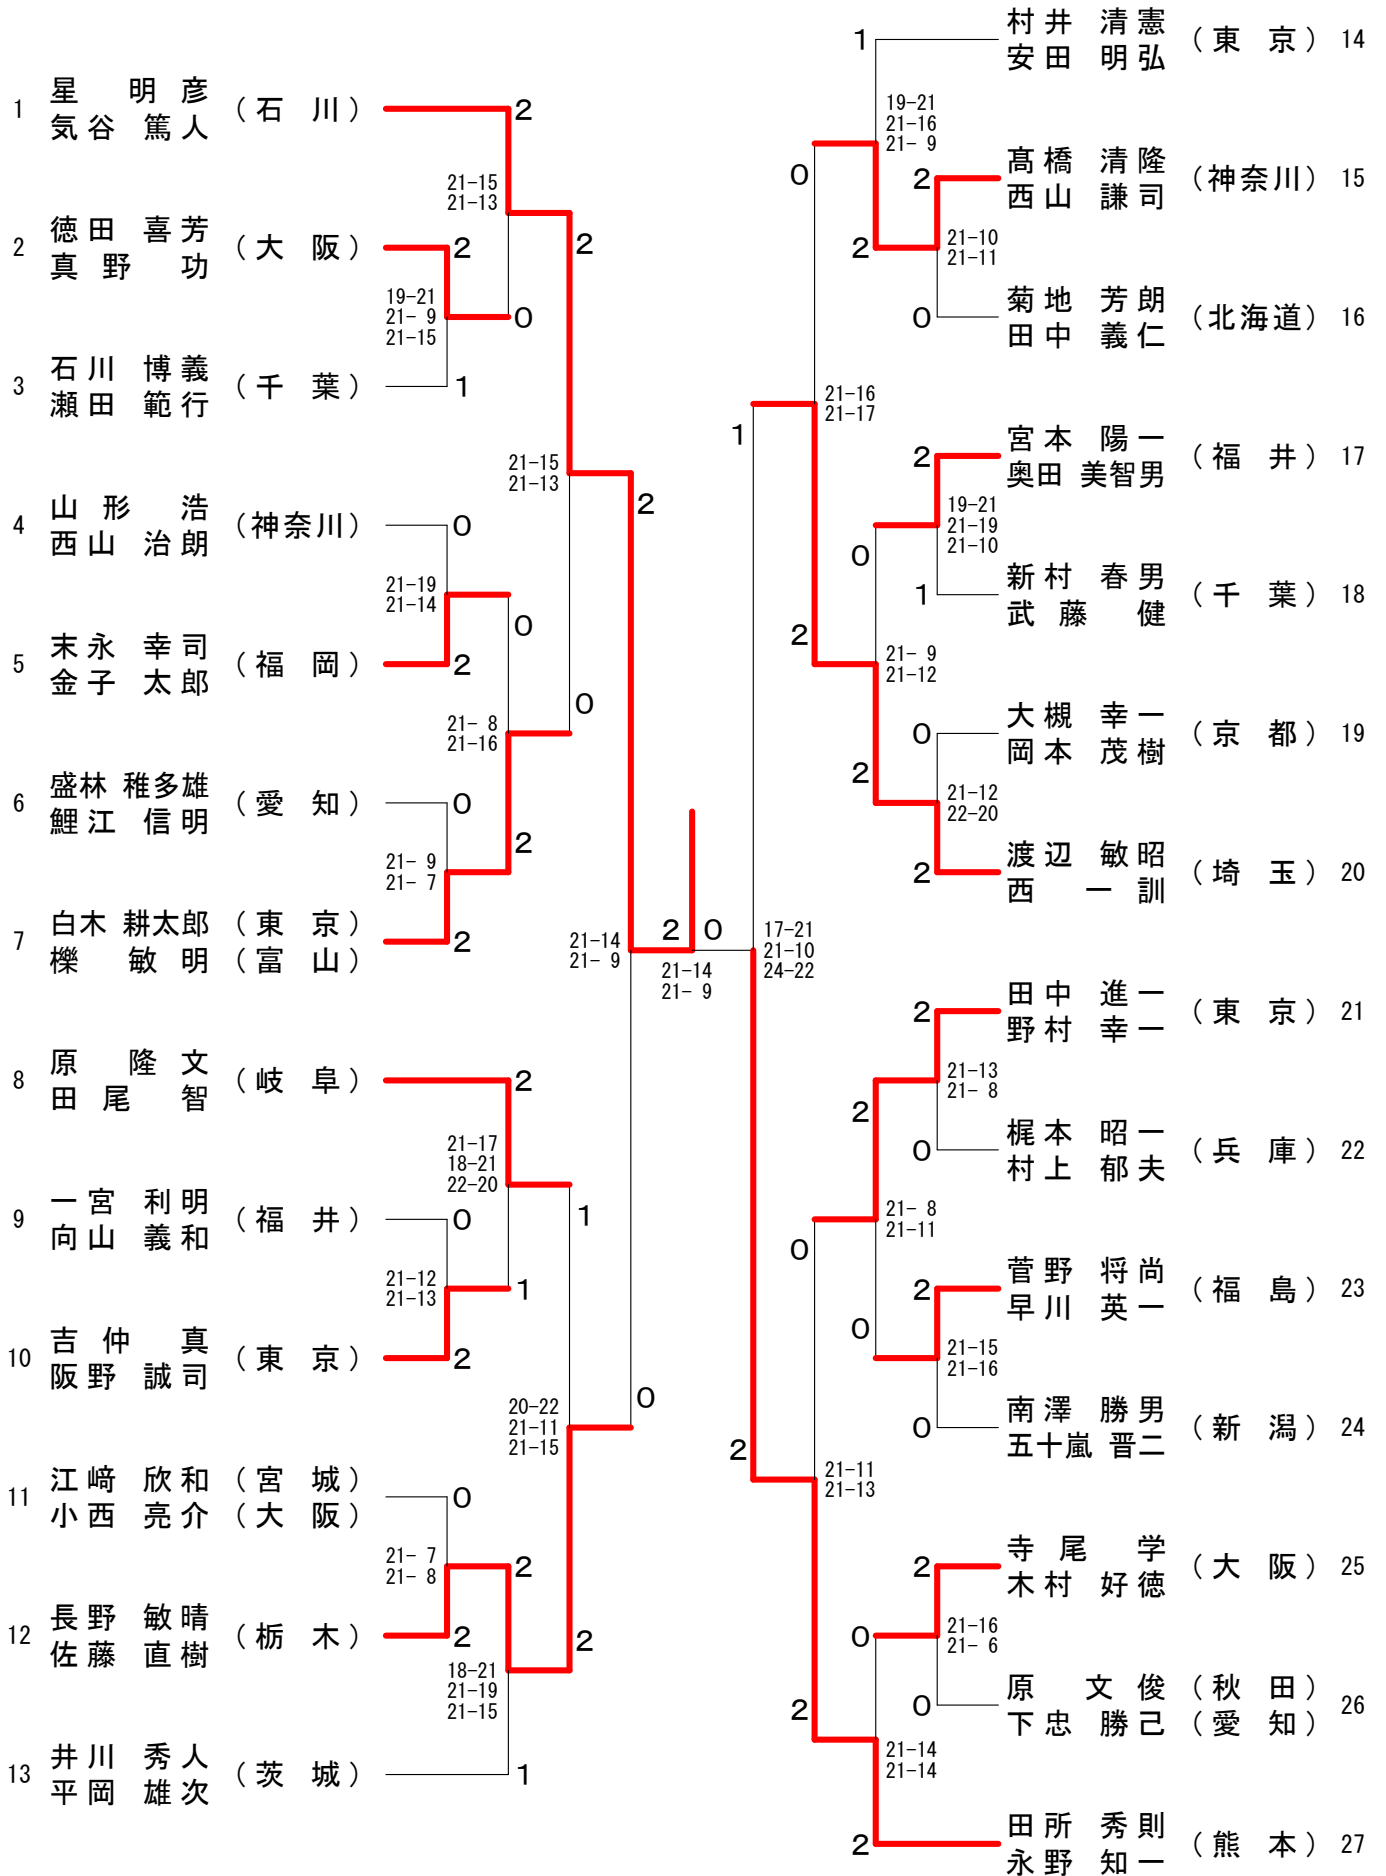 1 星 明彦 (石 川)
気谷 篤人
2
21-15
21-13
2 徳田 喜芳 (大 阪)
真野 功
2
2
19-21
21- 9
21-15
0
3 石川 博義 (千 葉)
瀬田 範行
1
21-15
21-13
2
4 山形 浩 (神奈川)
西山 治朗
0
21-19
21-14
0
5 末永 幸司 (福 岡)
金子 太郎
2
0
21- 8
21-16
6 盛林 稚多雄 (愛 知)
鯉江 信明
0
2
21- 9
21- 7
7 白木 耕太郎 (東 京)
櫟 敏明 (富 山)
2
21-14
21- 9
2 0
21-14
21- 9
8 原 隆文 (岐 阜)
田尾 智
2
21-17
18-21
22-20
1
9 一宮 利明 (福 井)
向山 義和
0
21-12
21-13
1
10 吉仲 真 (東 京)
阪野 誠司
2
0
20-22
21-11
21-15
11 江﨑 欣和 (宮 城)
小西 亮介 (大 阪)
0
21- 7
21- 8
2
12 長野 敏晴 (栃 木)
佐藤 直樹
2
2
18-21
21-19
21-15
13 井川 秀人 (茨 城)
平岡 雄次
1
1
村井 清憲 (東 京) 14
安田 明弘
19-21
21-16
21- 9
0
2
髙橋 清隆 (神奈川) 15
西山 謙司
2
21-10
21-11
0
菊地 芳朗 (北海道) 16
田中 義仁
21-16
21-17
1
2
宮本 陽一 (福 井) 17
奥田 美智男
19-21
21-19
21-10
0
1
新村 春男 (千 葉) 18
武藤 健
2
21- 9
21-12
0
大槻 幸一 (京 都) 19
岡本 茂樹
2
21-12
22-20
2
渡辺 敏昭 (埼 玉) 20
西 一訓
17-21
21-10
24-22
2
田中 進一 (東 京) 21
野村 幸一
21-13
21- 8
2
0
梶本 昭一 (兵 庫) 22
村上 郁夫
21- 8
21-11
0
2
菅野 将尚 (福 島) 23
早川 英一
0
21-15
21-16
0
南澤 勝男 (新 潟) 24
五十嵐 晋二
2
21-11
21-13
2
寺尾 学 (大 阪) 25
木村 好徳
0
21-16
21- 6
0
原 文俊 (秋 田) 26
下忠 勝己 (愛 知)
2
21-14
21-14
2
田所 秀則 (熊 本) 27
永野 知一